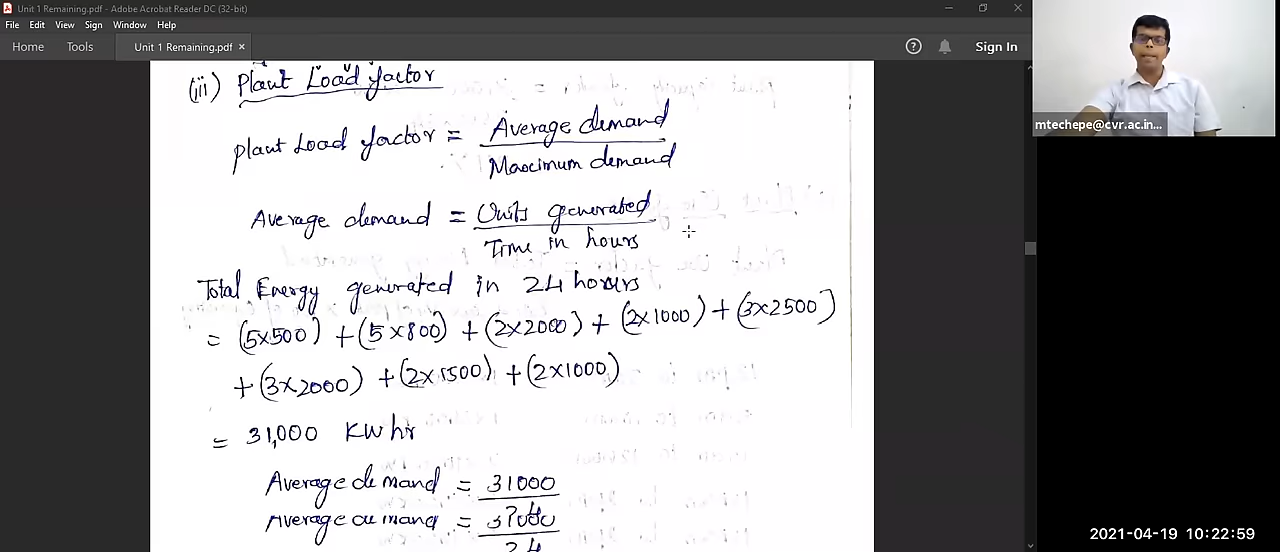 Unit 1 Remaining.pdf - Adobe Acrobat Reader DC (32-bit)
File Edit View Sign Window Help
Home Tools Unit 1 Remaining.pdf × Sign In
(iii) Plant Load factor
plant Load factor = Average demand
Maximum demand
Average demand = Units generated
Time in hours
Total Energy generated in 24 hours
= (5x500) + (5x800) + (2x2000) + (2x1000) + (3x2500)
+ (3x2000) + (2x1500) + (2x1000)
= 31,000 KW hr
Average demand = 31000
Average
24
mtechepe@cvr.ac.in...
2021-04-19 10:22:59